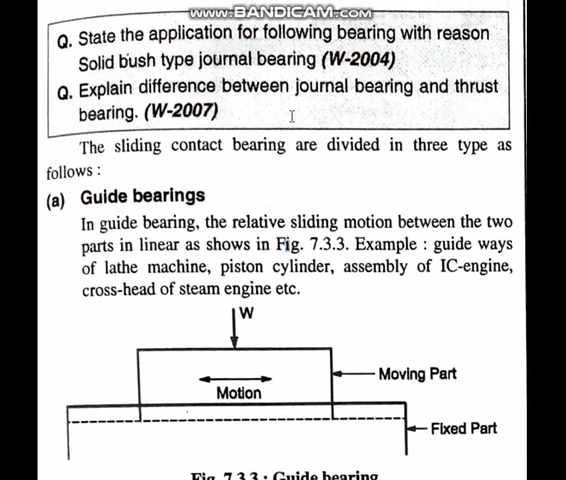 www.BANDICAM.com
Q. State the application for following bearing with reason
Solid bush type journal bearing (W-2004)
Q. Explain difference between journal bearing and thrust
bearing. (W-2007)
The sliding contact bearing are divided in three type as
follows :
(a) Guide bearings
In guide bearing, the relative sliding motion between the two
parts in linear as shows in Fig. 7.3.3. Example : guide ways
of lathe machine, piston cylinder, assembly of IC-engine,
cross-head of steam engine etc.
W
Motion
Moving Part
Fixed Part
Fig. 7.3.3 : Guide bearing